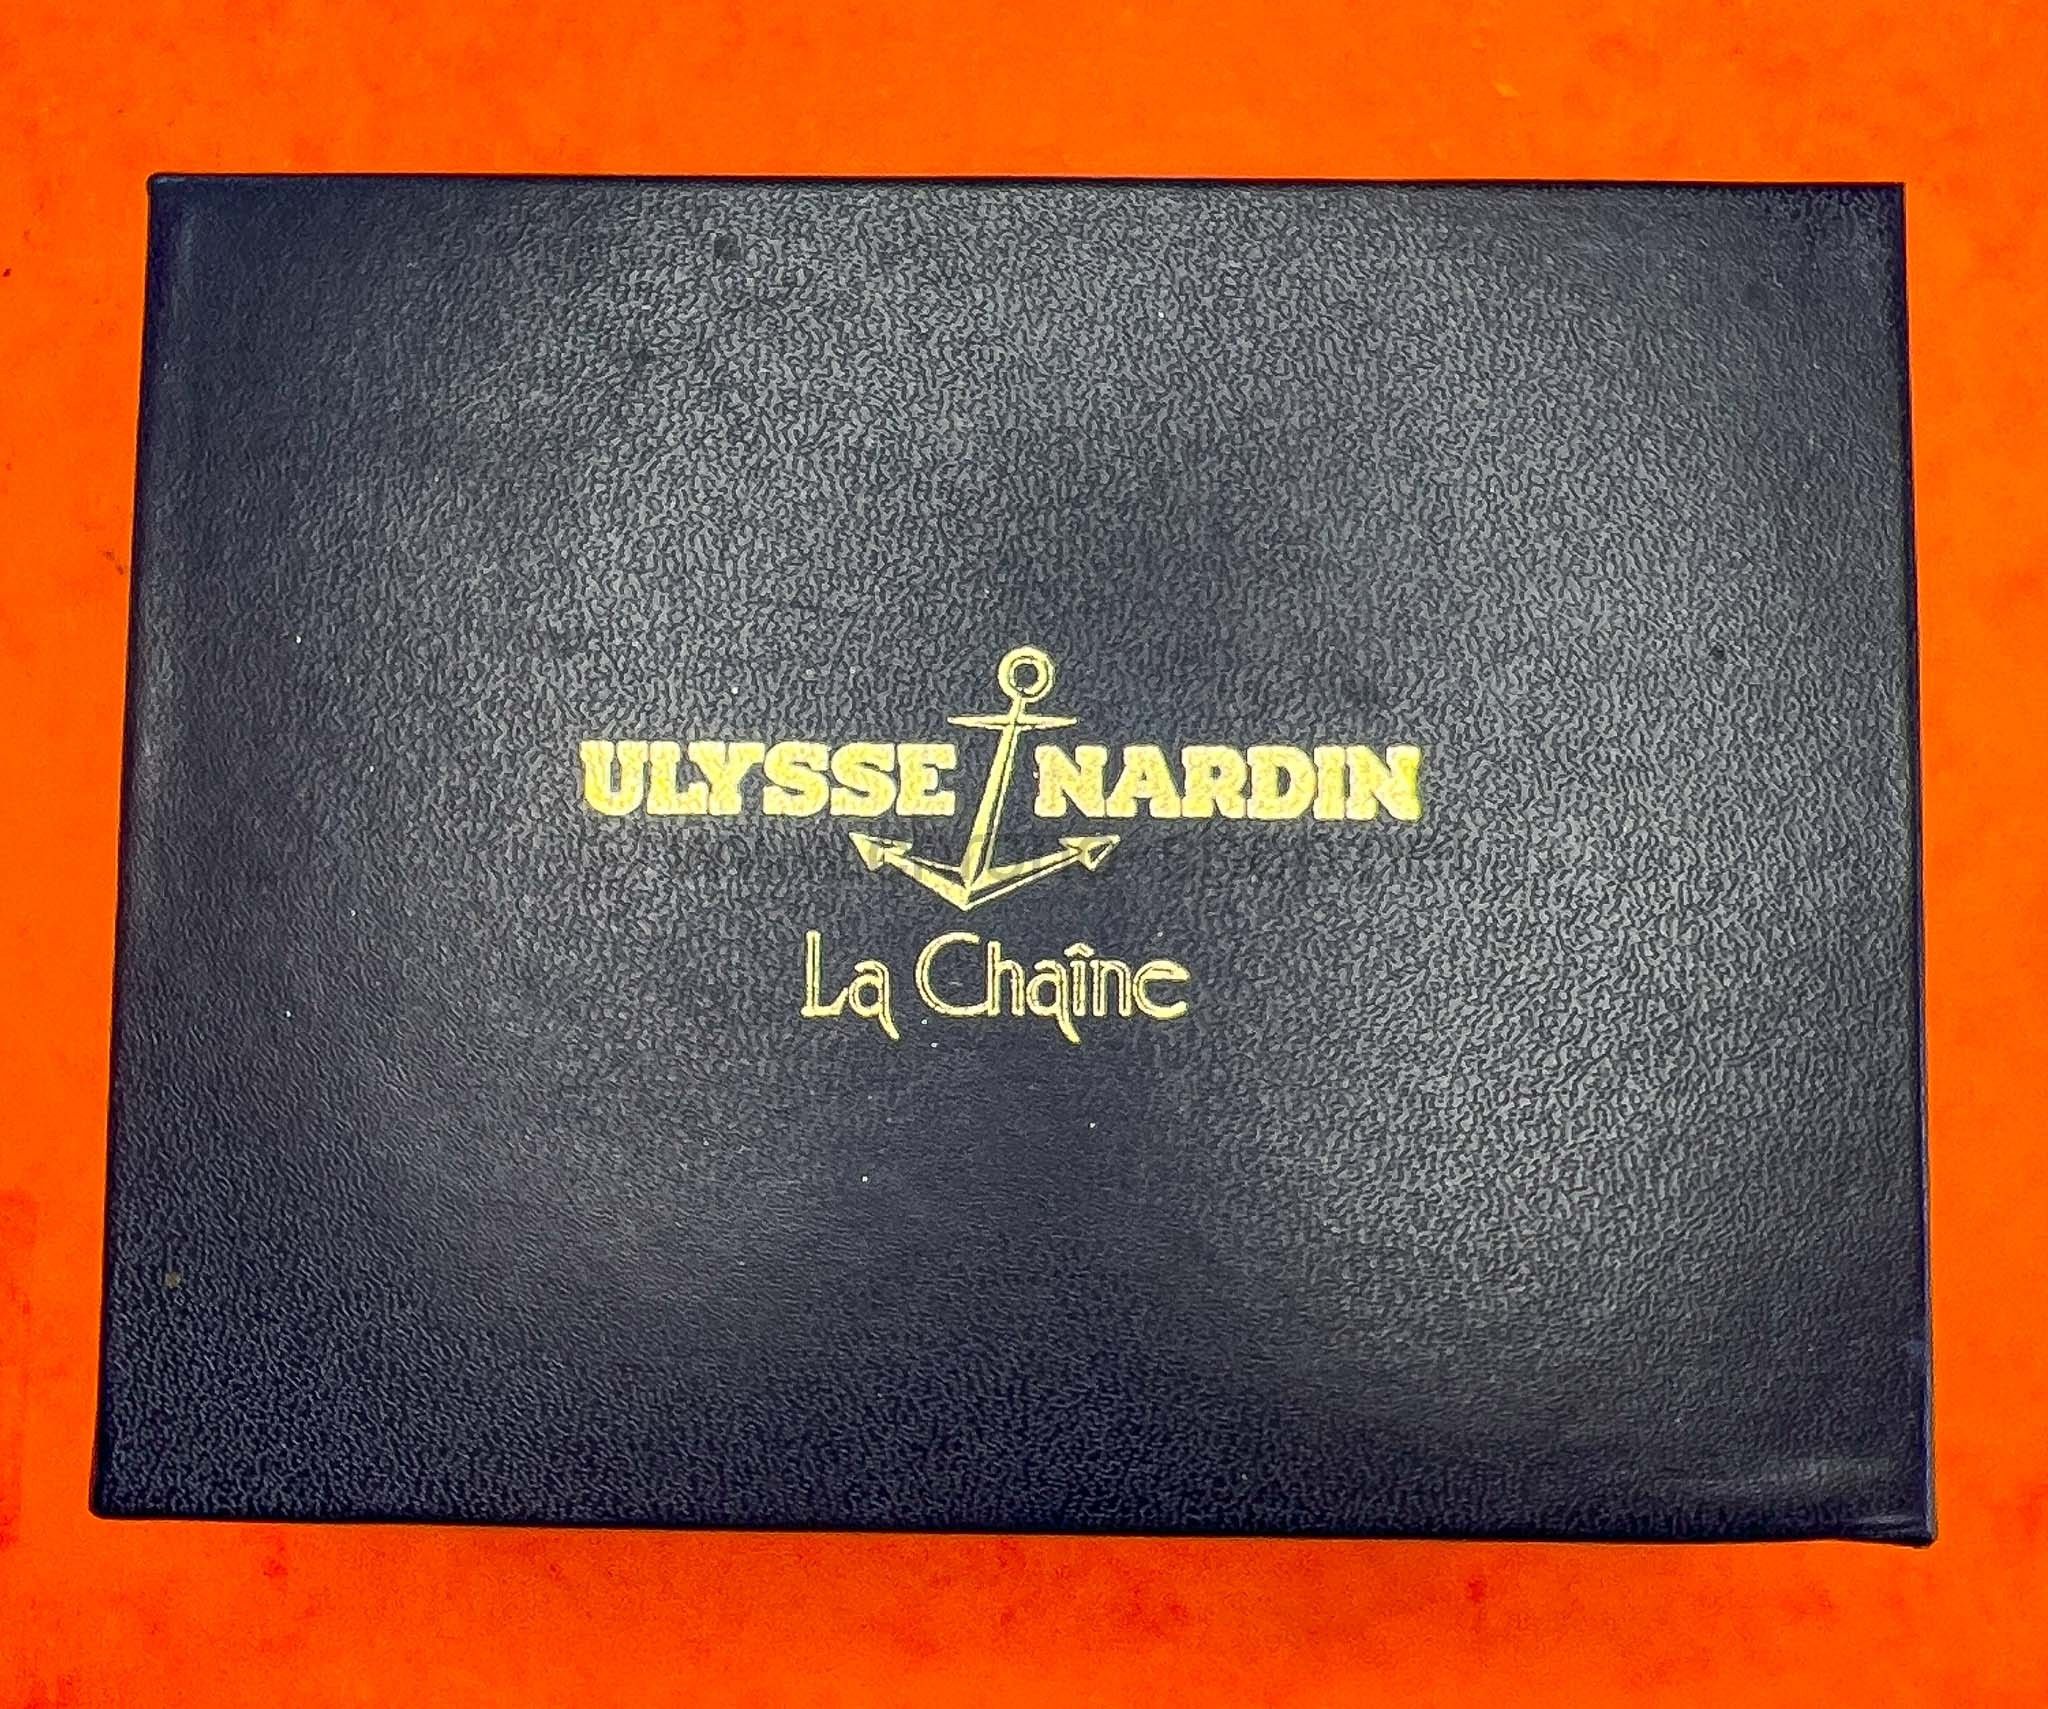 ULYSSE NARDIN
La Chaîne